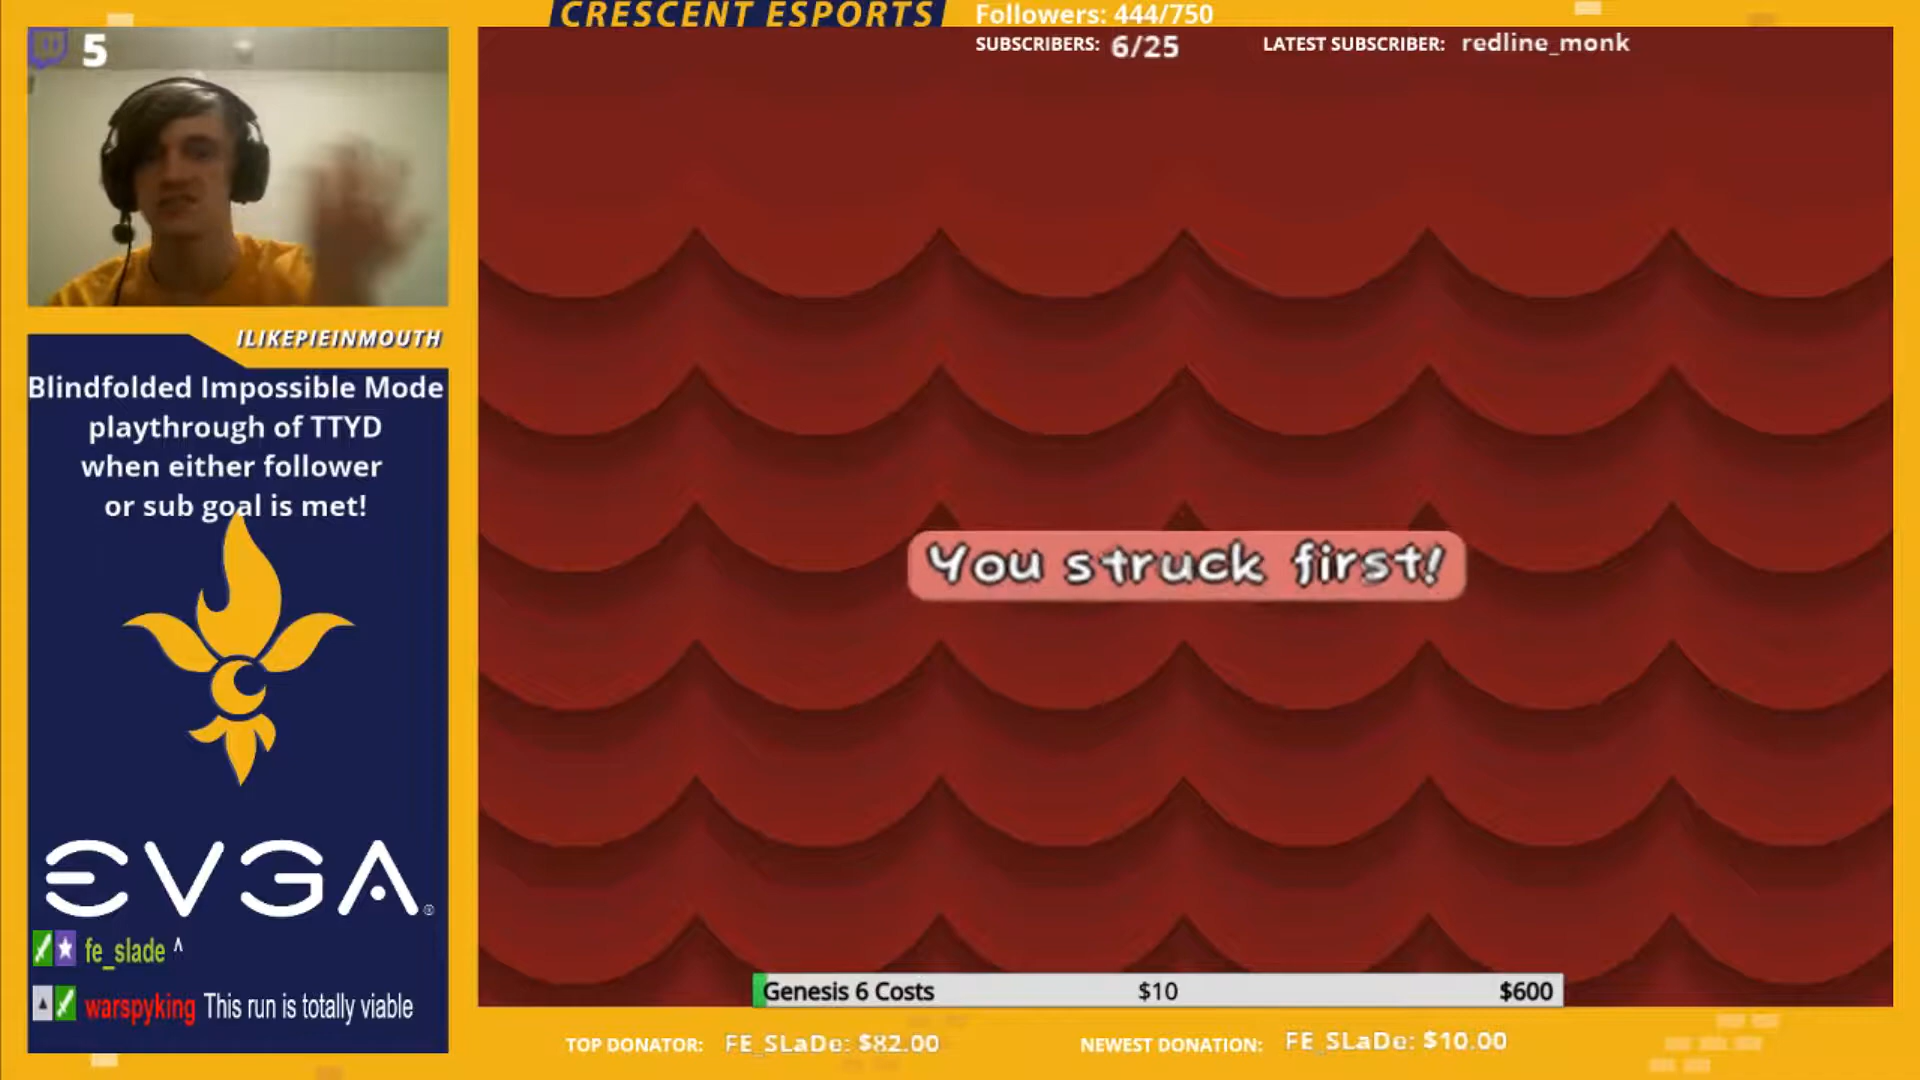 CRESCENT ESPORTS
Followers: 444/750
SUBSCRIBERS: 6/25
LATEST SUBSCRIBER: redline_monk
5
ILIKEPIEINMOUTH
Blindfolded Impossible Mode
playthrough of TTYD
when either follower
or sub goal is met!
You struck first!
EVGA®
fe_slade ^
warspyking This run is totally viable
Genesis 6 Costs $10 $600
TOP DONATOR: FE_SLaDe: $82.00
NEWEST DONATION: FE_SLaDe: $10.00